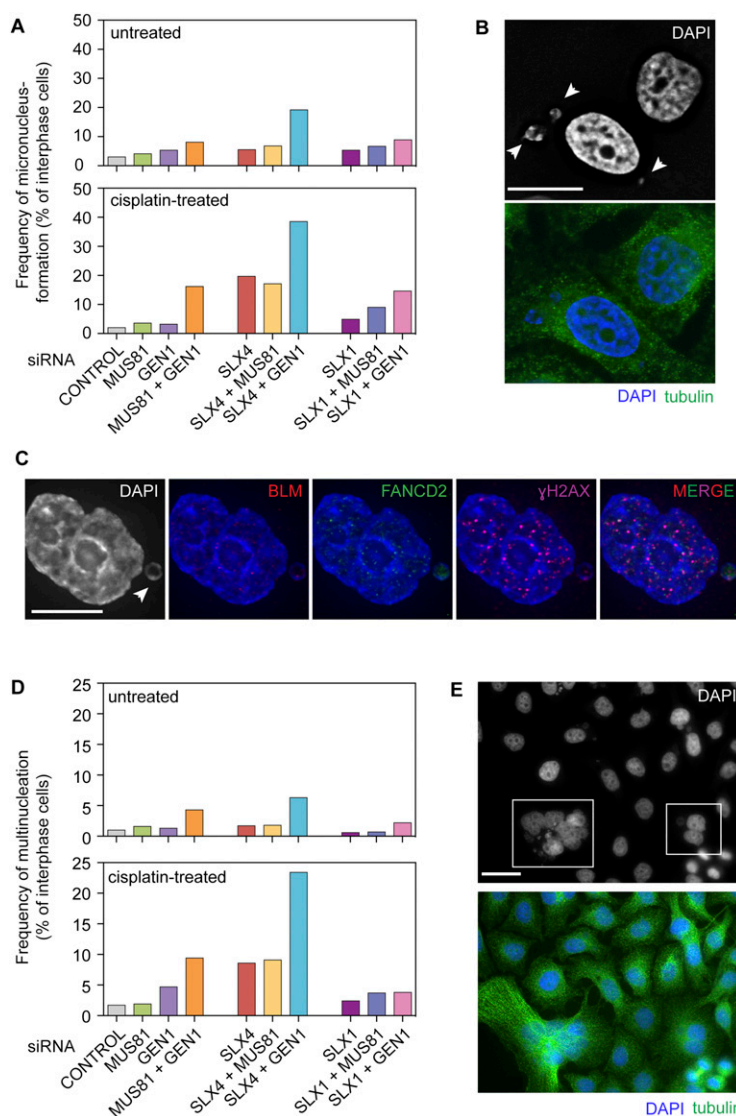 A
untreated
50
40
30
20
10
0
cisplatin-treated
50
40
30
20
10
0
Frequency of micronucleus-
formation (% of interphase cells)
siRNA
CONTROL
MUS81
GEN1
MUS81 + GEN1
SLX4
SLX4 + MUS81
SLX4 + GEN1
SLX1
SLX1 + MUS81
SLX1 + GEN1
B
DAPI
DAPI tubulin
C
DAPI
BLM
FANCD2
ɣH2AX
MERGE
D
untreated
25
20
15
10
5
0
cisplatin-treated
25
20
15
10
5
0
Frequency of multinucleation
(% of interphase cells)
siRNA
CONTROL
MUS81
GEN1
MUS81 + GEN1
SLX4
SLX4 + MUS81
SLX4 + GEN1
SLX1
SLX1 + MUS81
SLX1 + GEN1
E
DAPI
DAPI tubulin